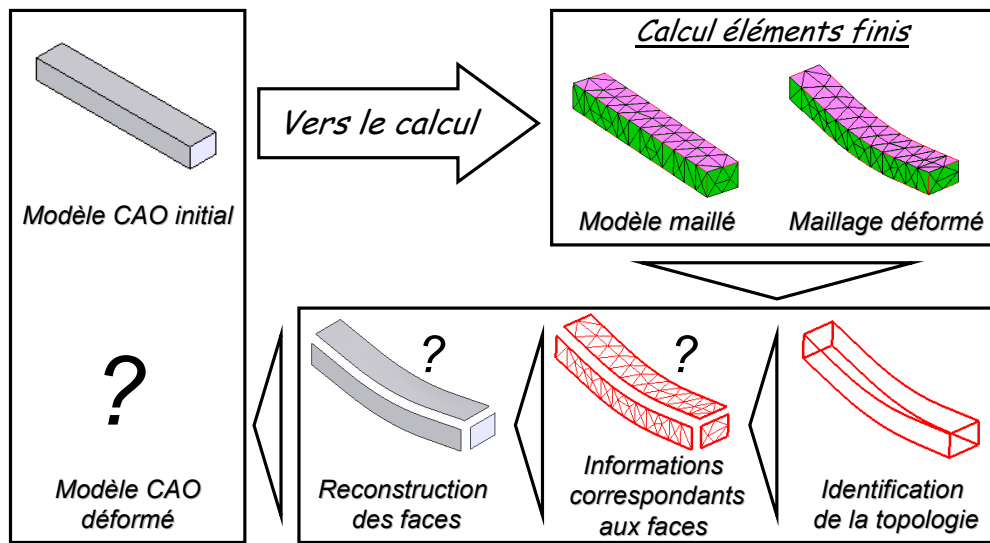 Calcul éléments finis
Vers le calcul
Modèle CAO initial
Modèle maillé
Maillage déformé
?
?
?
Modèle CAO
déformé
Reconstruction
des faces
Informations
correspondants
aux faces
Identification
de la topologie